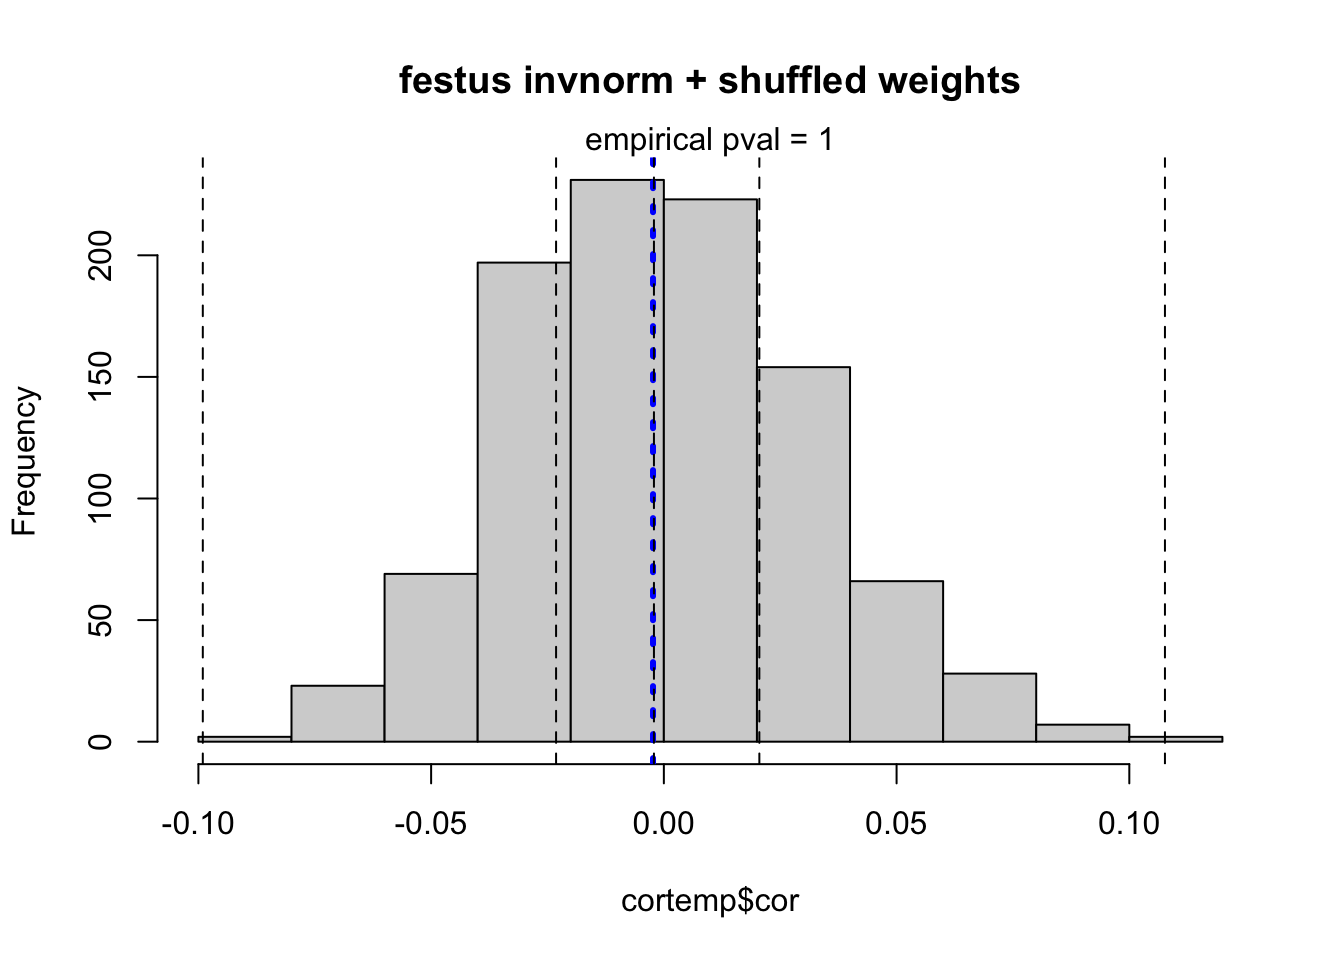 festus invnorm + shuffled weights
empirical pval = 1
Frequency
200
150
100
50
0
-0.10 -0.05 0.00 0.05 0.10
cortemp$cor